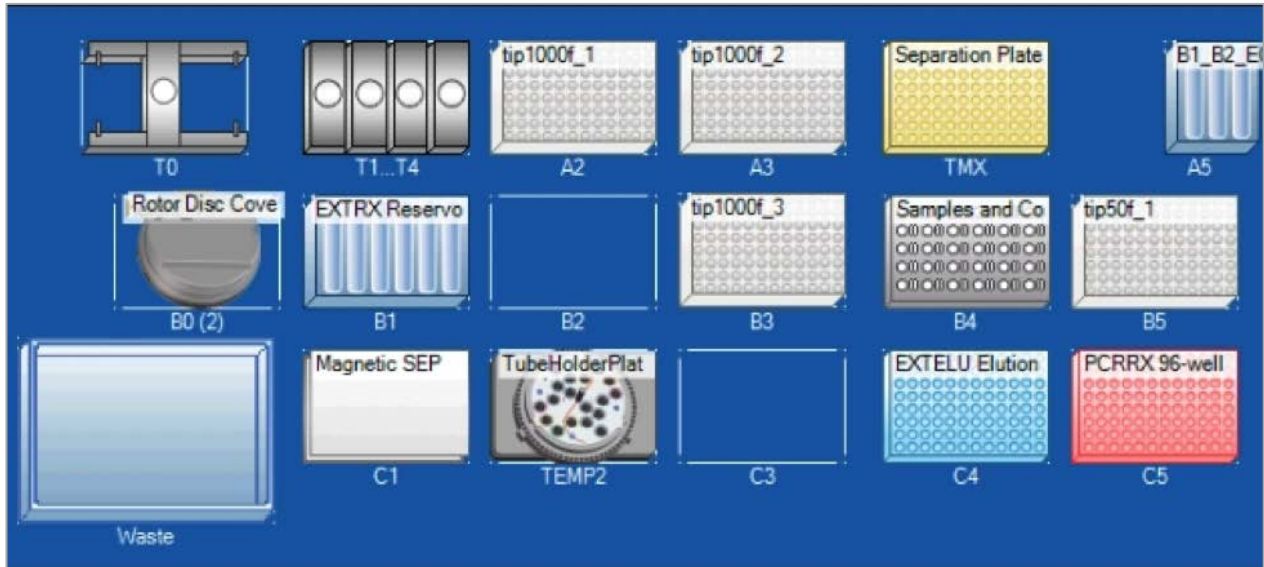 tip1000f_1
tip1000f_2
Separation Plate
B1_B2_E
T0
T1...T4
A2
A3
TMX
A5
Rotor Disc Cove
EXTRX Reservo
tip1000f_3
Samples and Co
tip50f_1
B0 (2)
B1
B2
B3
B4
B5
Magnetic SEP
TubeHolderPlat
EXTELU Elution
PCRRX 96-well
C1
TEMP2
C3
C4
C5
Waste